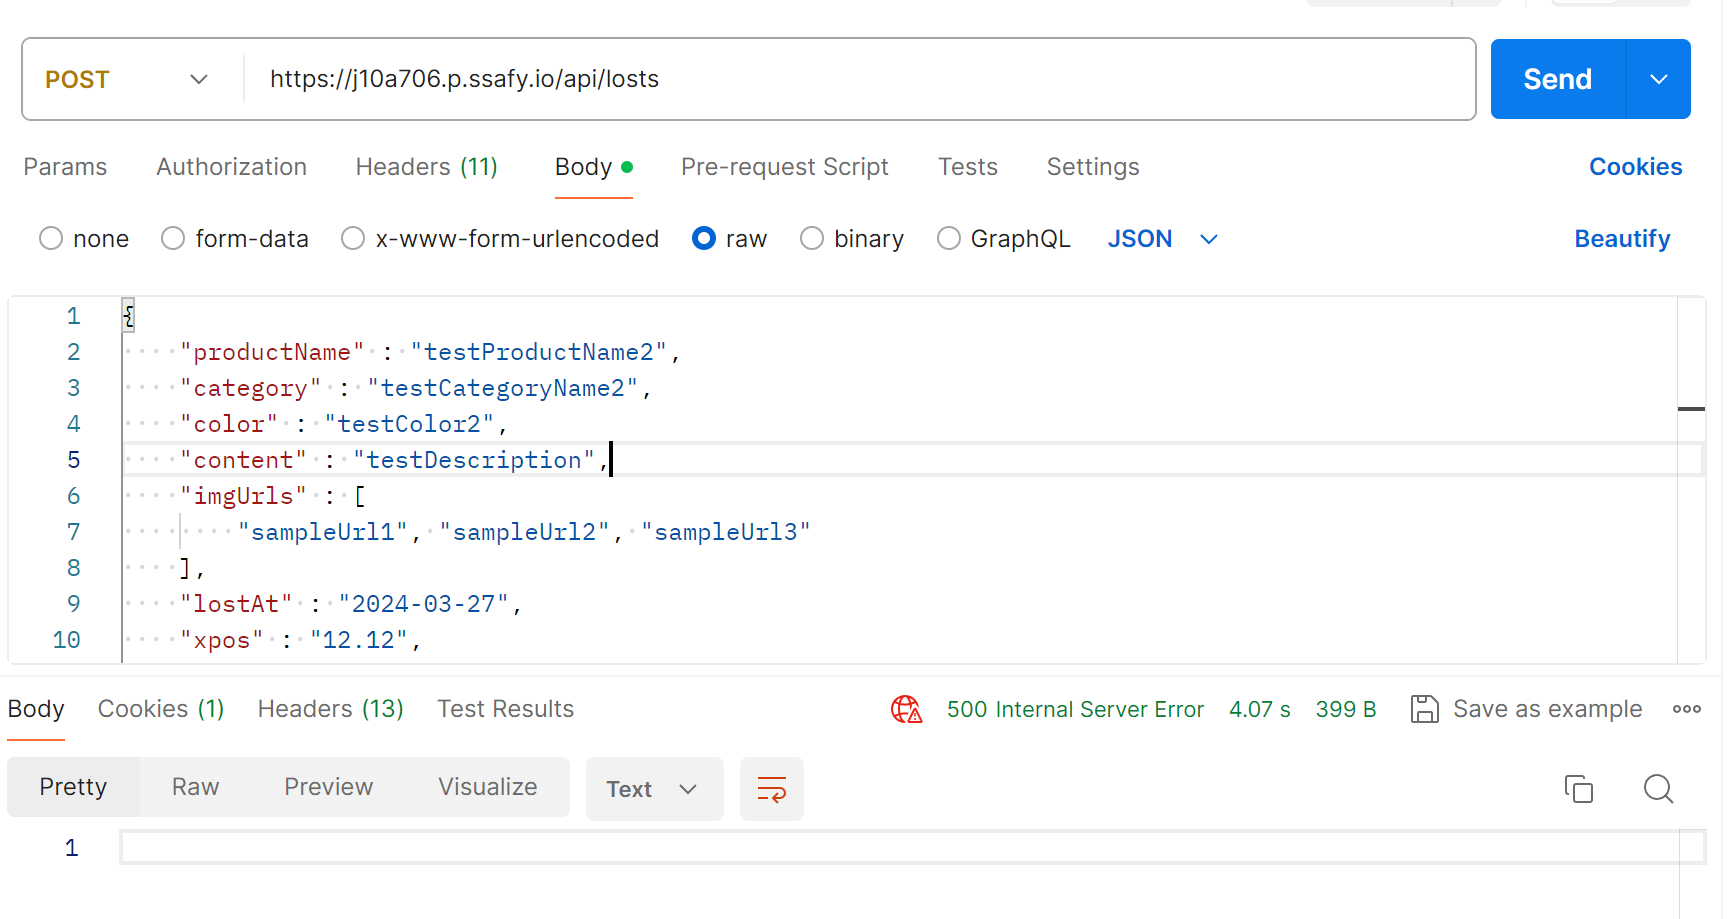 POST https://j10a706.p.ssafy.io/api/losts Send
Params Authorization Headers (11) Body Pre-request Script Tests Settings Cookies
none form-data x-www-form-urlencoded raw binary GraphQL JSON Beautify
1 {
2 "productName" : "testProductName2",
3 "category" : "testCategoryName2",
4 "color" : "testColor2",
5 "content" : "testDescription",
6 "imgUrls" : [
7 "sampleUrl1", "sampleUrl2", "sampleUrl3"
8 ],
9 "lostAt" : "2024-03-27",
10 "xpos" : "12.12",
Body Cookies (1) Headers (13) Test Results 500 Internal Server Error 4.07 s 399 B Save as example
Pretty Raw Preview Visualize Text
1